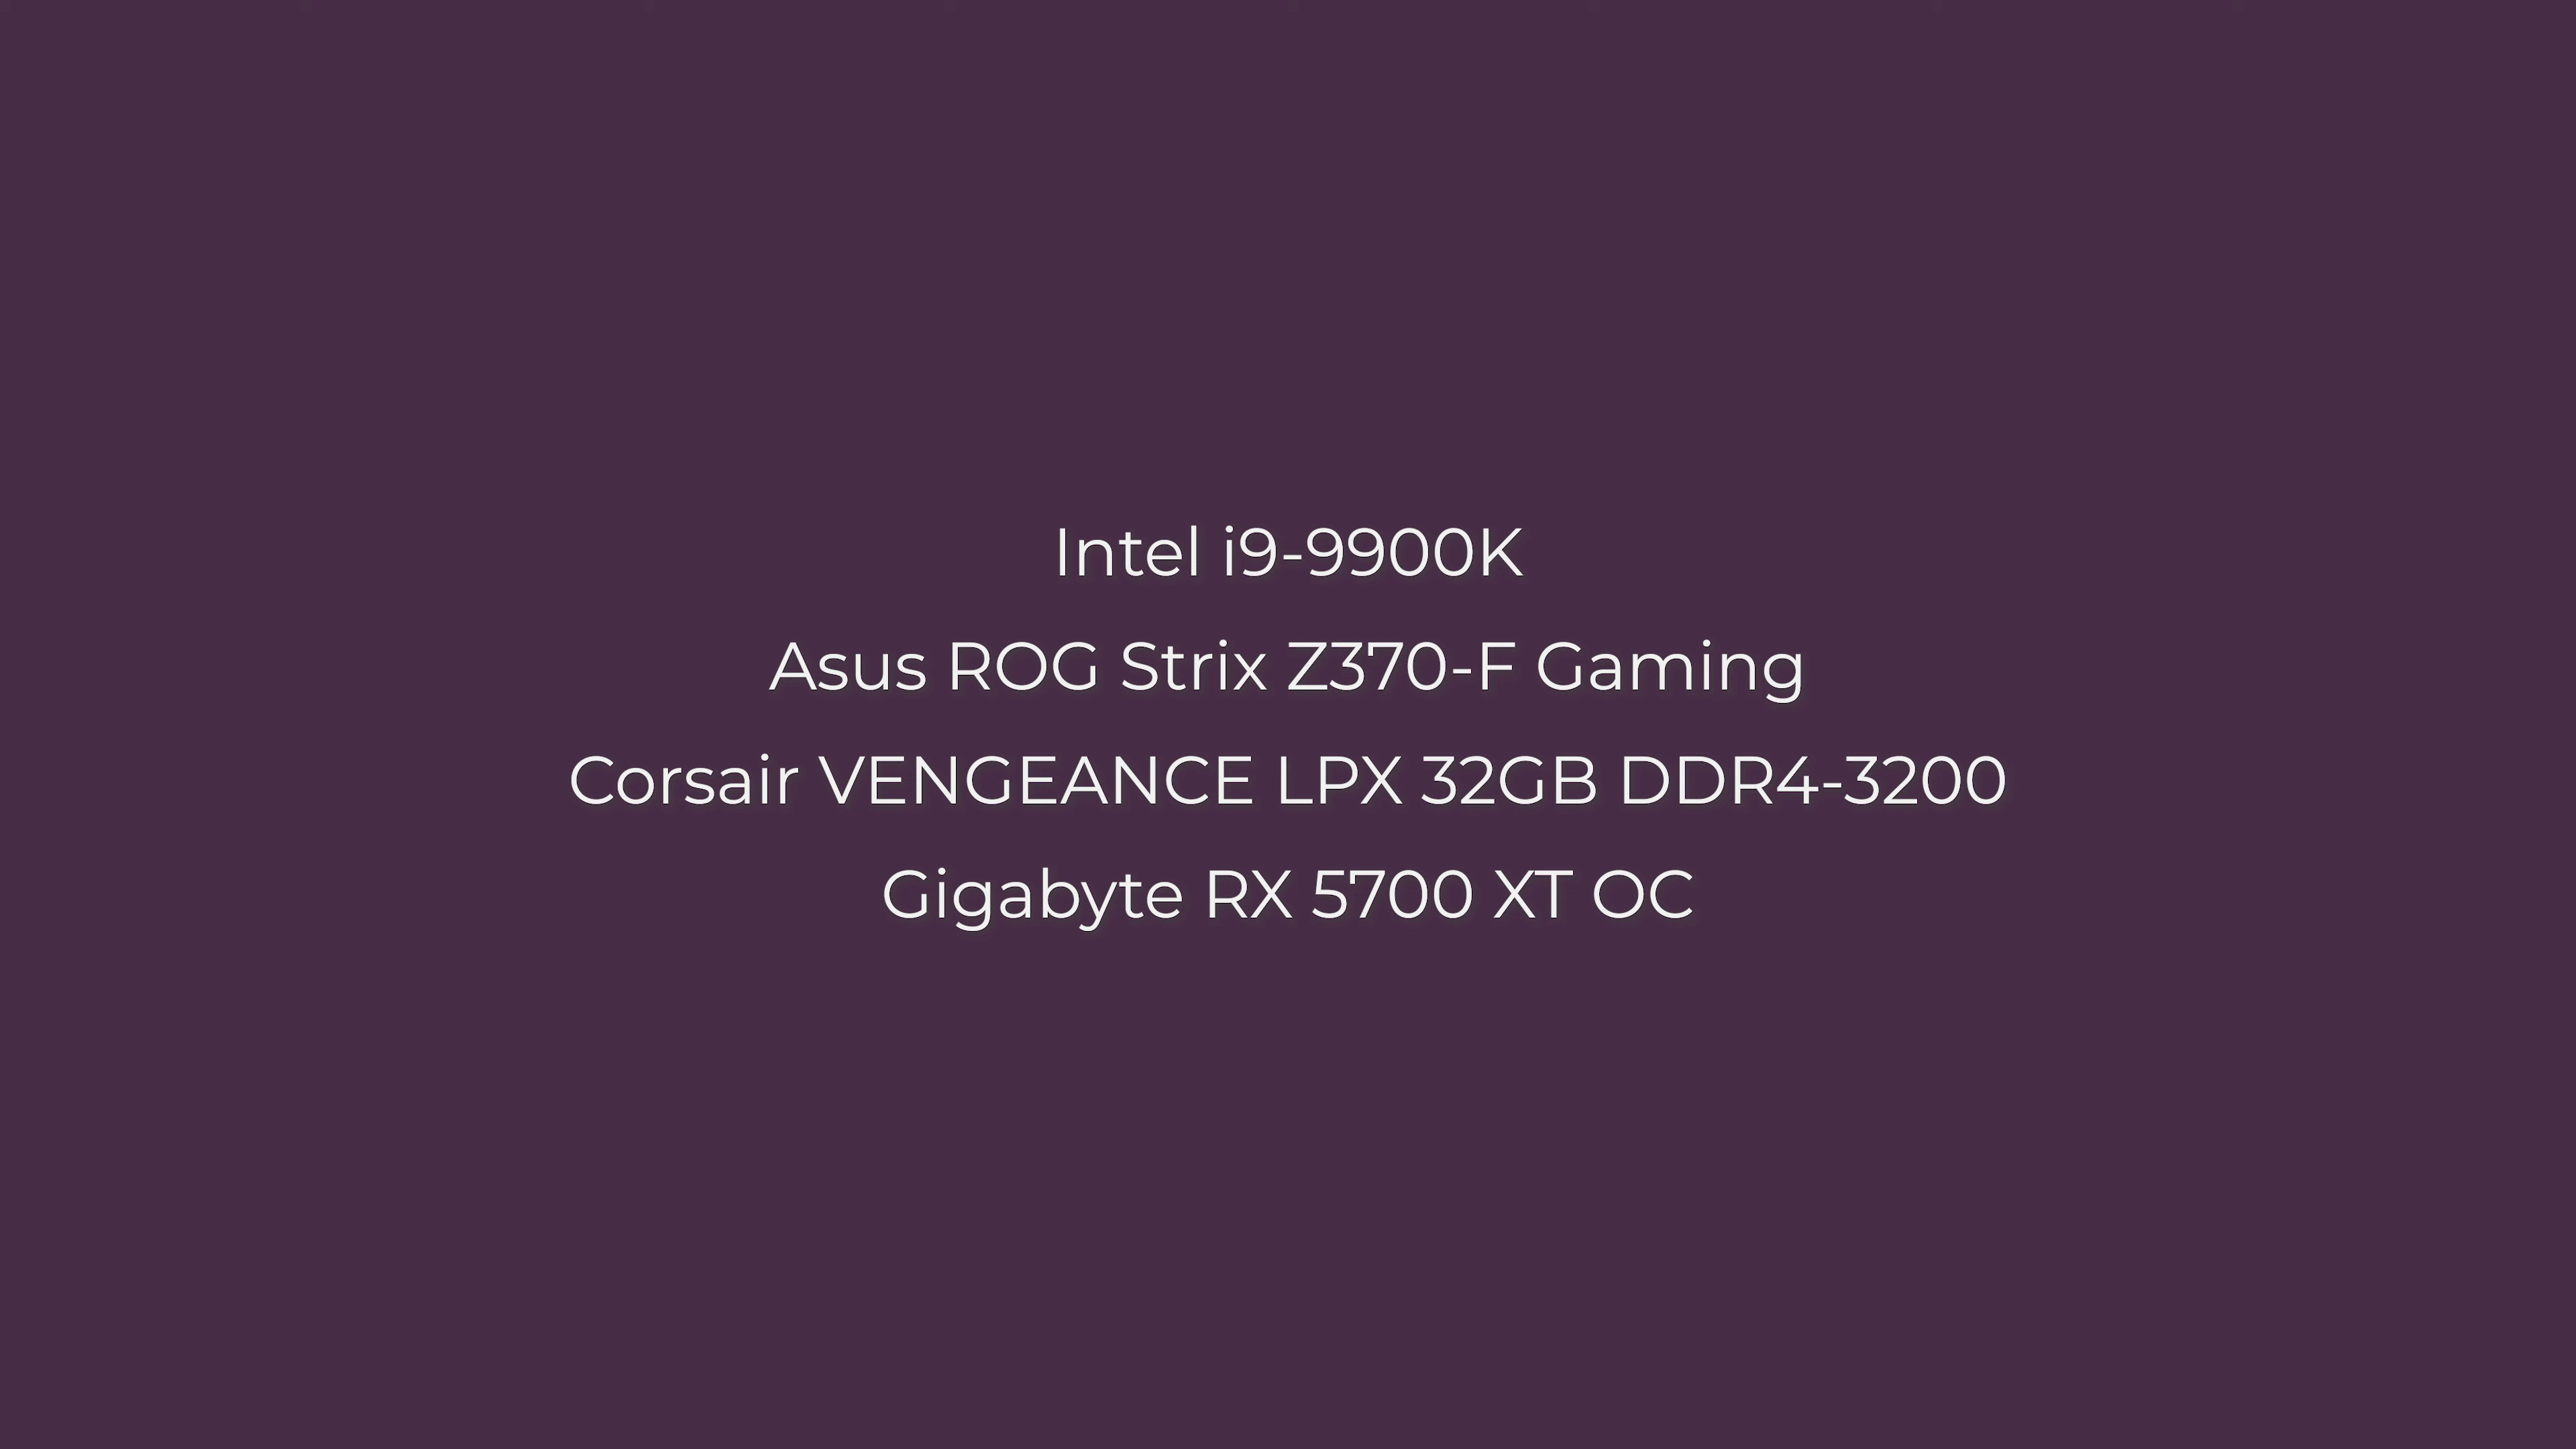 Intel i9-9900K
Asus ROG Strix Z370-F Gaming
Corsair VENGEANCE LPX 32GB DDR4-3200
Gigabyte RX 5700 XT OC